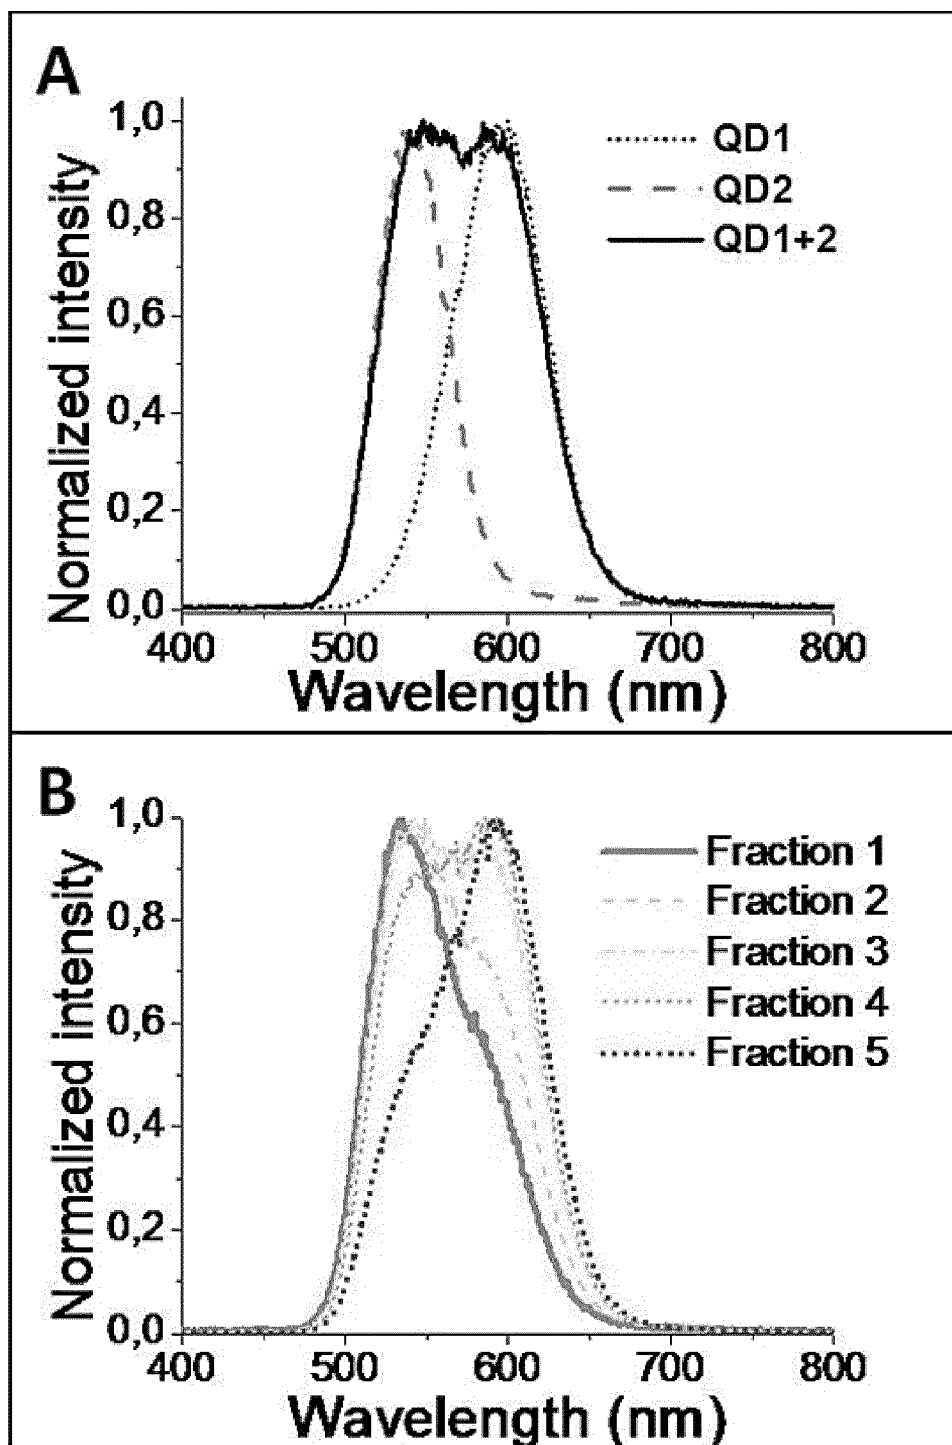 A
Normalized intensity
1,0
0,8
0,6
0,4
0,2
0,0
400 500 600 700 800
Wavelength (nm)
QD1
QD2
QD1+2
B
Normalized intensity
1,0
0,8
0,6
0,4
0,2
0,0
400 500 600 700 800
Wavelength (nm)
Fraction 1
Fraction 2
Fraction 3
Fraction 4
Fraction 5